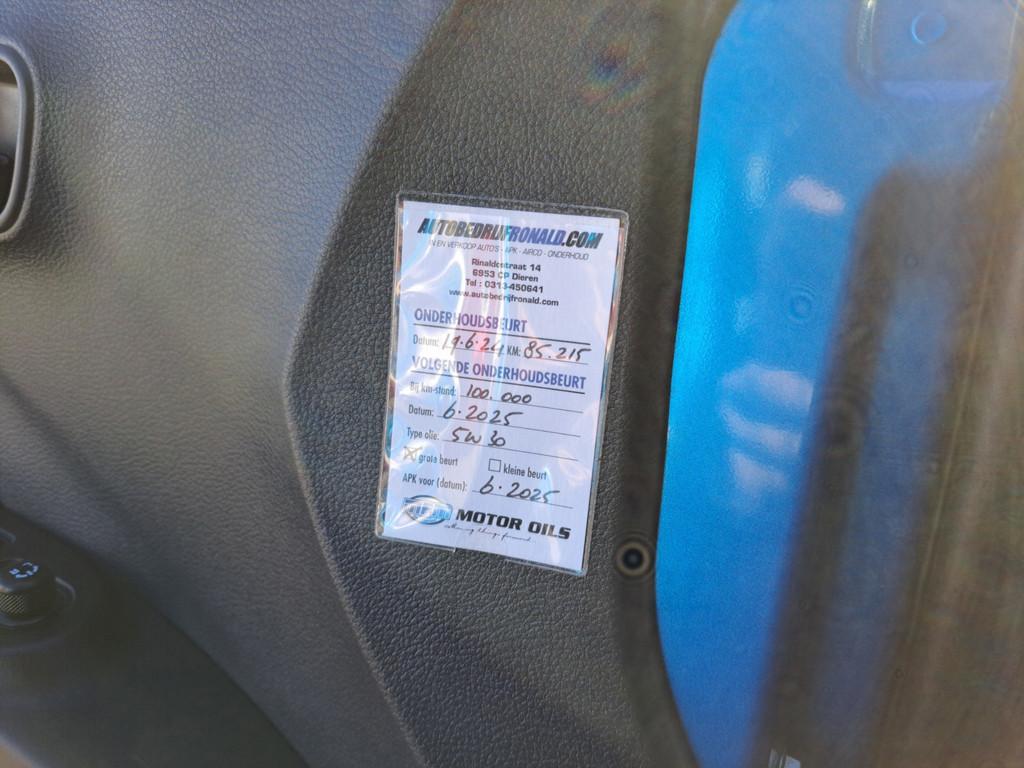 AUTOBEDRIJFRONALD.COM
IN EN VERKOOP AUTO'S - APK - AIRCO - ONDERHOUD
Rinaldostraat 14
6953 CP Dieren
Tel : 0313-450641
www.autobedrijfronald.com
ONDERHOUDSBEURT
Datum: 19.6.24 KM: 85.215
VOLGENDE ONDERHOUDSBEURT
Bij km-stand: 100.000
Datum: 6.2025
Type olie: 5W30
grote beurt kleine beurt
APK voor (datum): 6.2025
MOTOR OILS